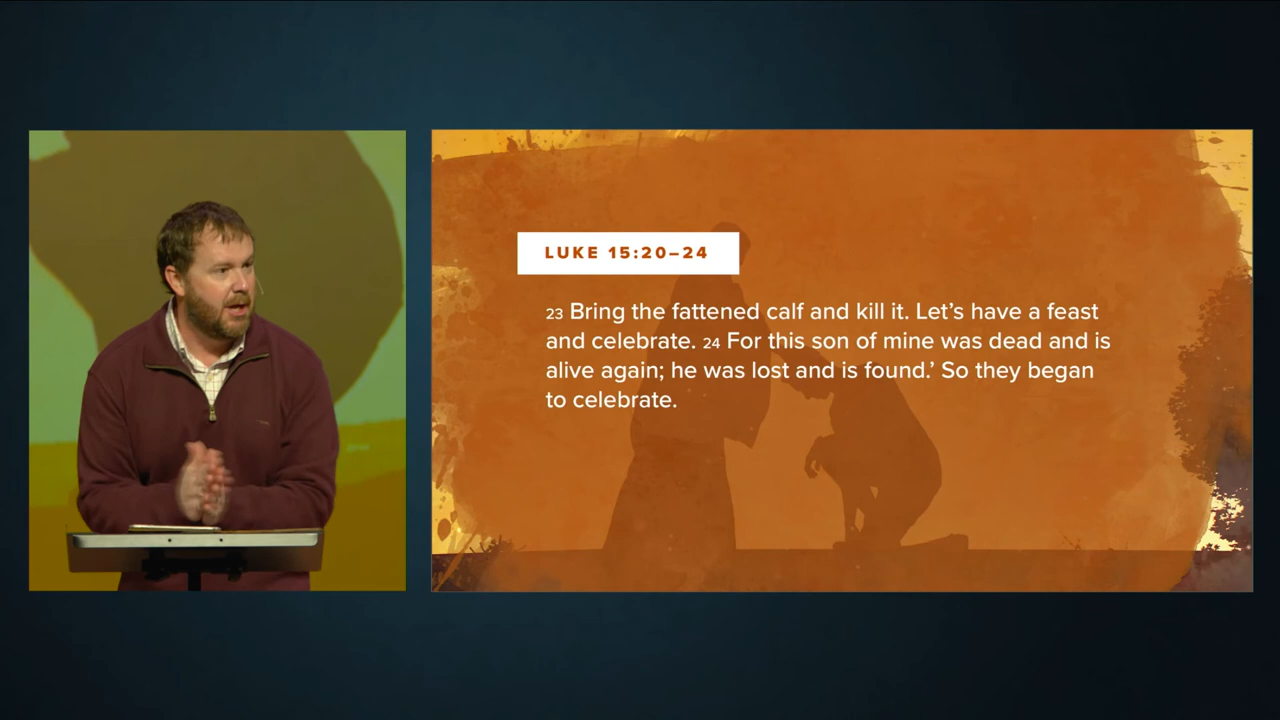 LUKE 15:20–24
23 Bring the fattened calf and kill it. Let’s have a feast
and celebrate. 24 For this son of mine was dead and is
alive again; he was lost and is found.’ So they began
to celebrate.